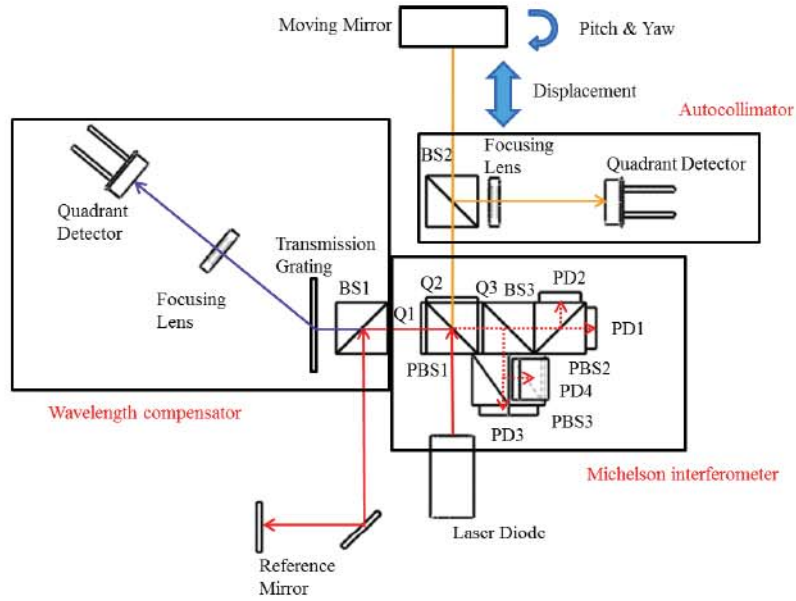 Moving Mirror
Pitch & Yaw
Displacement
Autocollimator
BS2
Focusing
Lens
Quadrant Detector
Quadrant
Detector
Focusing
Lens
Transmission
Grating
BS1
Wavelength compensator
Q1
Q2
Q3
BS3
PD2
PD1
PBS1
PBS2
PD4
PD3
PBS3
Michelson interferometer
Laser Diode
Reference
Mirror